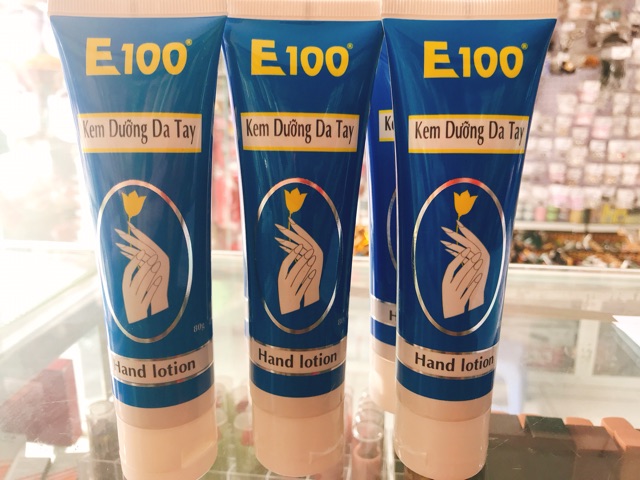 E100®
Kem Dưỡng Da Tay
80g
Hand lotion
E100®
Kem Dưỡng Da Tay
Hand lotion
E100®
Kem Dưỡng Da Tay
Hand lotion